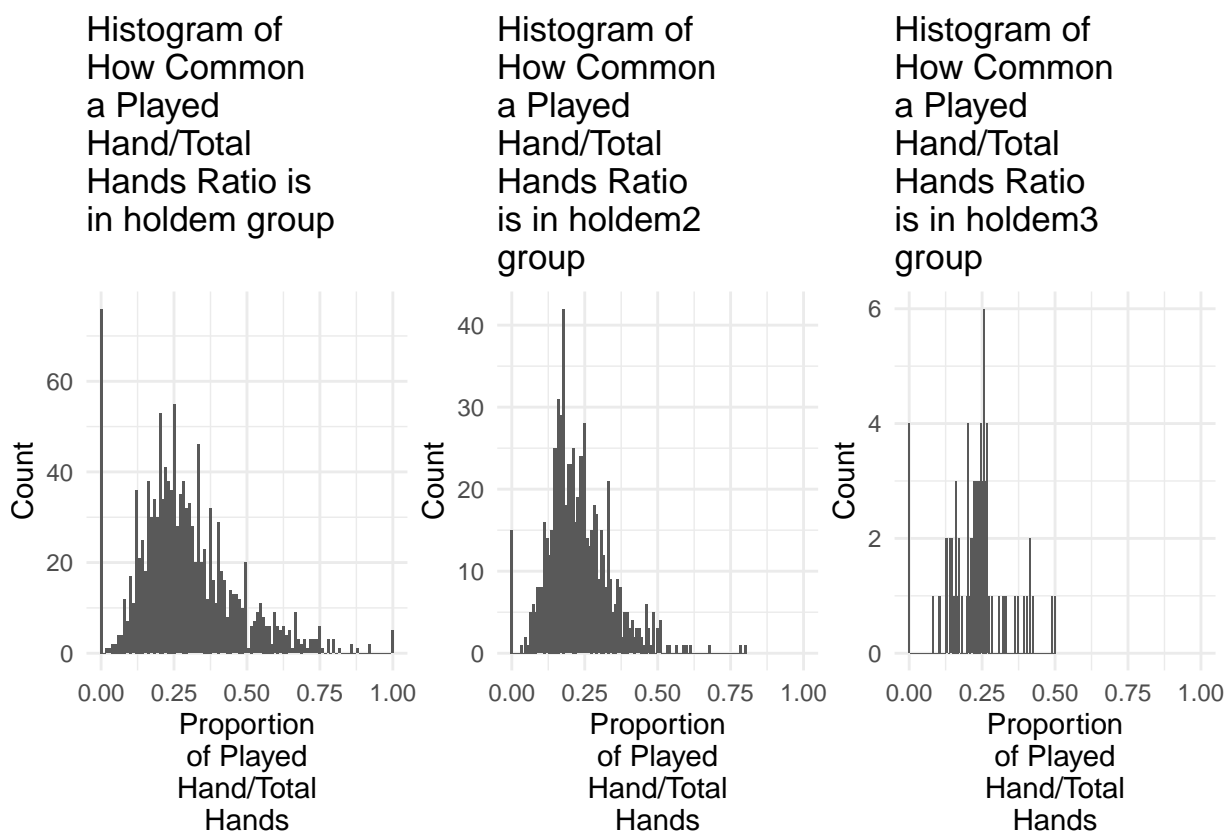 Histogram of
How Common
a Played
Hand/Total
Hands Ratio is
in holdem group
60
40
20
0
Count
0.00 0.25 0.50 0.75 1.00
Proportion
of Played
Hand/Total
Hands
Histogram of
How Common
a Played
Hand/Total
Hands Ratio
is in holdem2
group
40
30
20
10
0
Count
0.00 0.25 0.50 0.75 1.00
Proportion
of Played
Hand/Total
Hands
Histogram of
How Common
a Played
Hand/Total
Hands Ratio
is in holdem3
group
6
4
2
0
Count
0.00 0.25 0.50 0.75 1.00
Proportion
of Played
Hand/Total
Hands